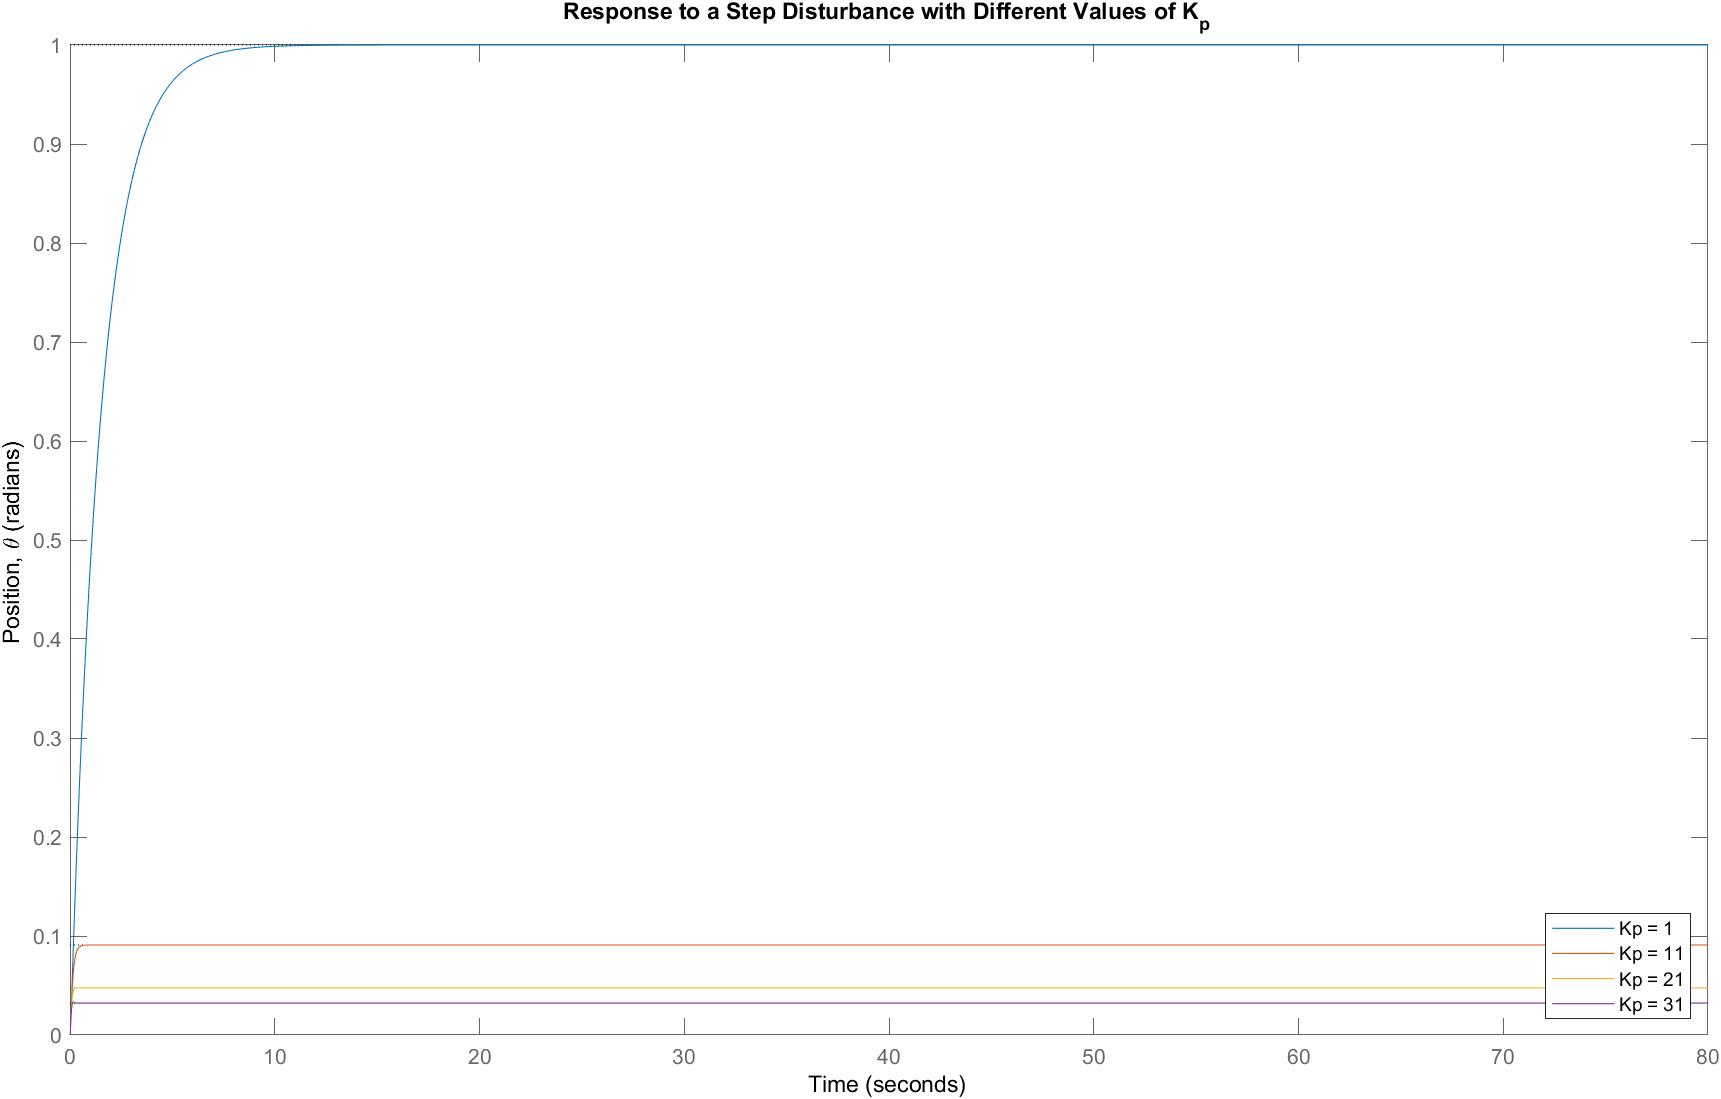 Response to a Step Disturbance with Different Values of Kp
1
0.9
0.8
0.7
0.6
0.5
0.4
0.3
0.2
0.1
0
Position, θ (radians)
Kp = 1
Kp = 11
Kp = 21
Kp = 31
0 10 20 30 40 50 60 70 80
Time (seconds)